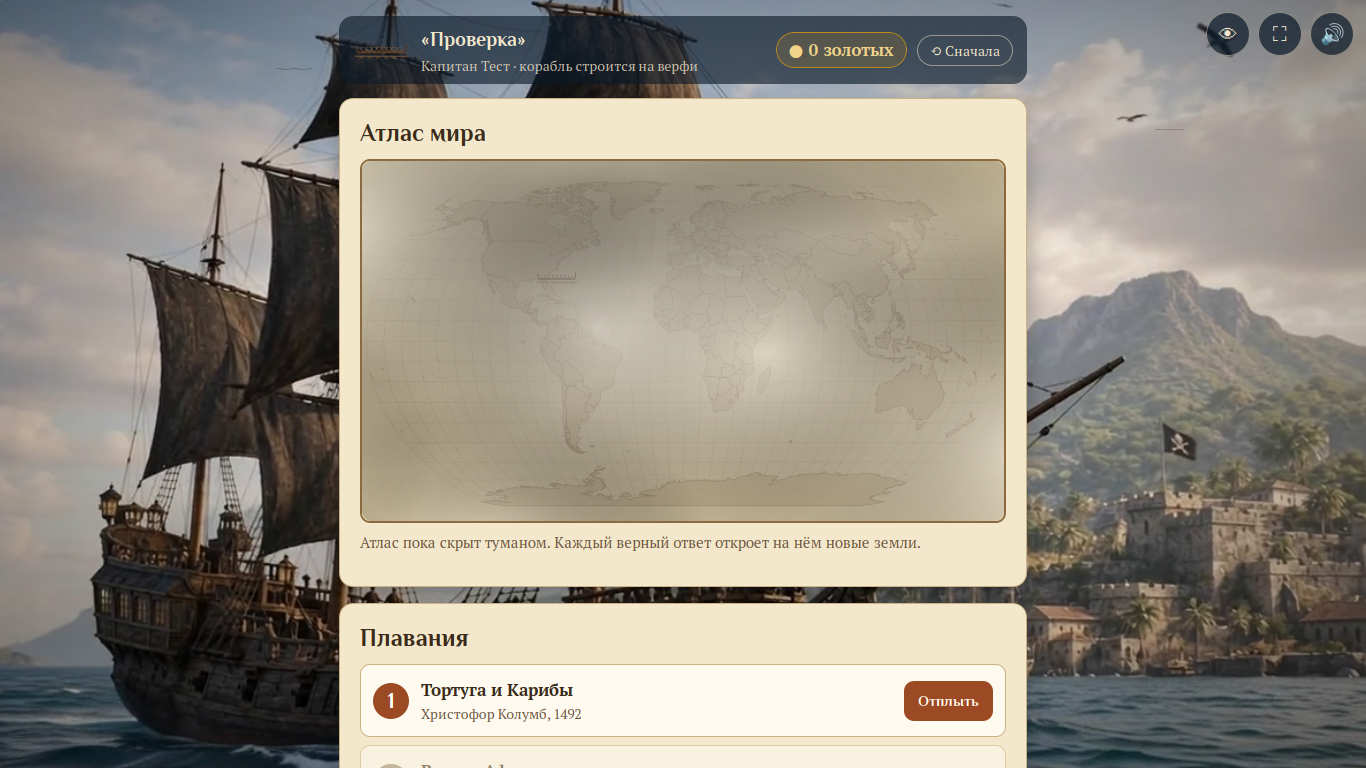 «Проверка»
Капитан Тест · корабль строится на верфи
0 золотых
⟲ Сначала
Атлас мира
Атлас пока скрыт туманом. Каждый верный ответ откроет на нём новые земли.
Плавания
1
Тортуга и Карибы
Христофор Колумб, 1492
Отплыть